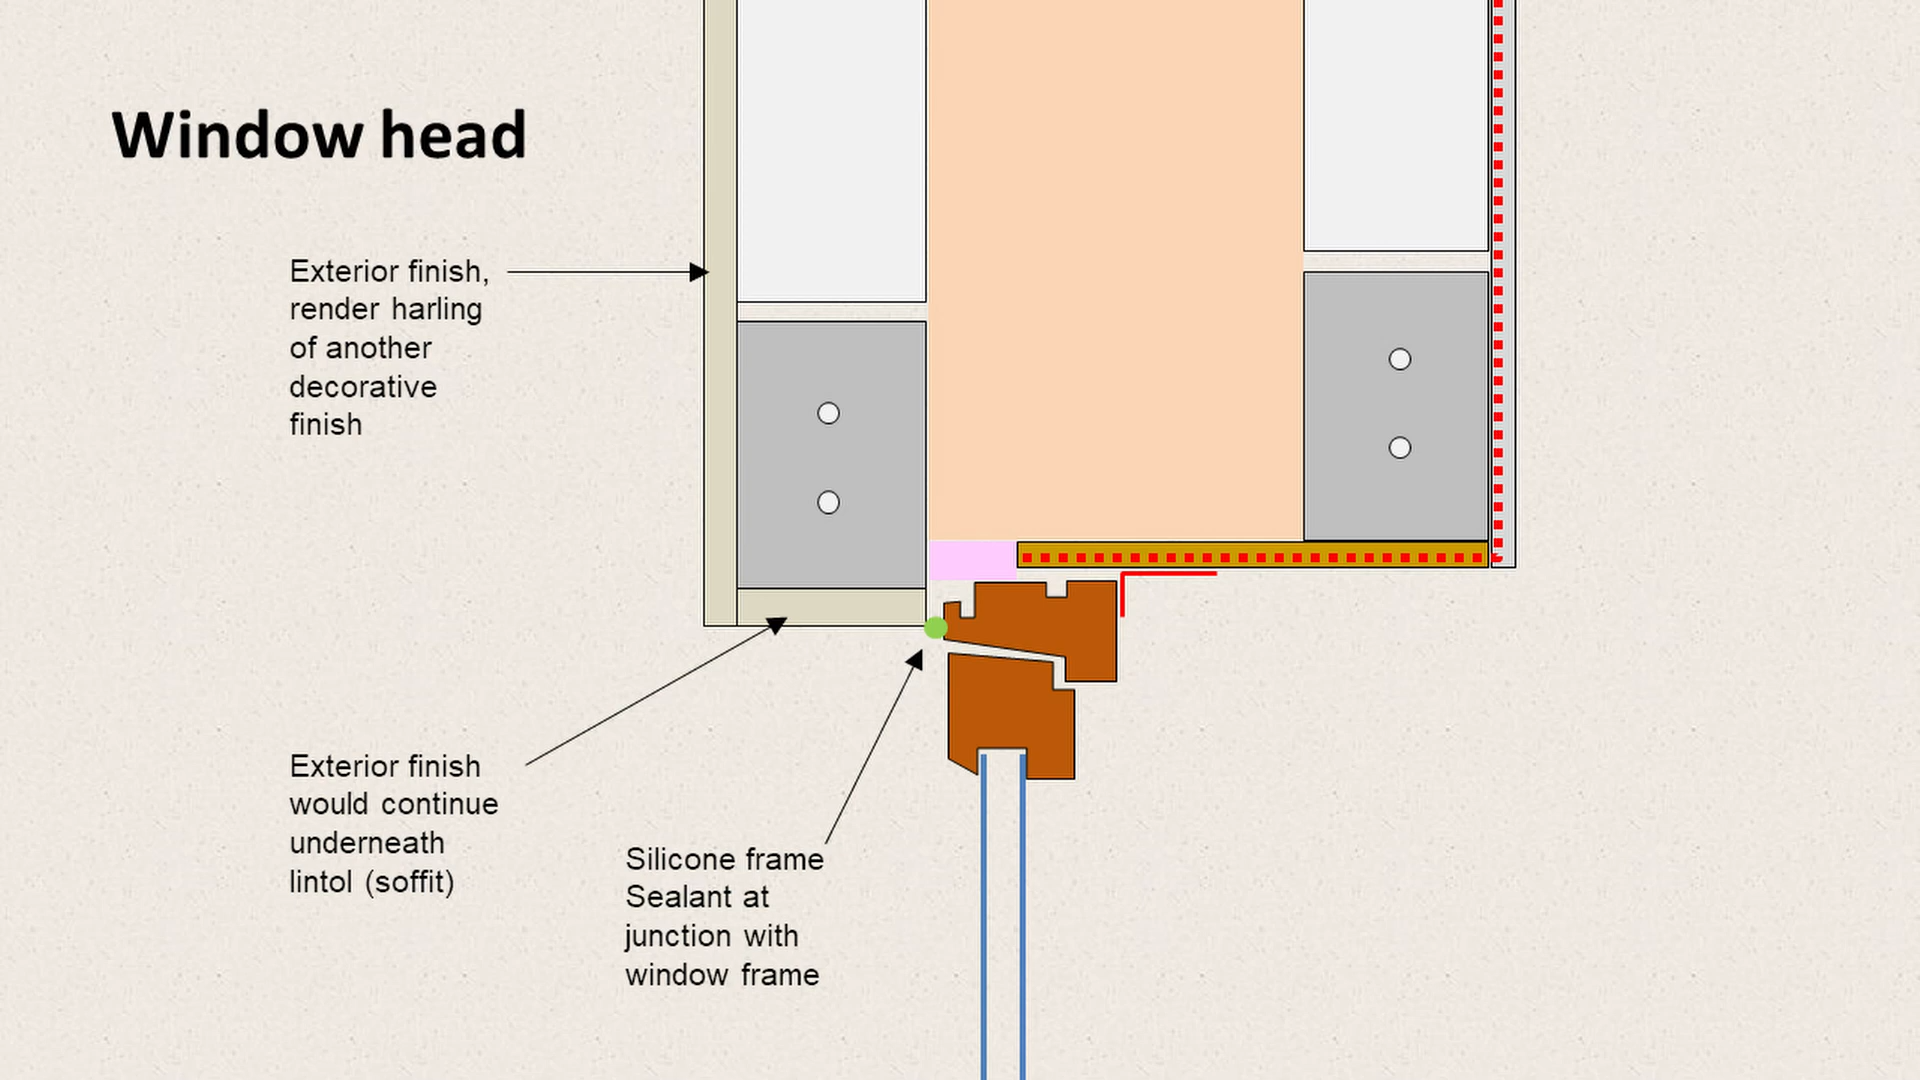 Window head
Exterior finish,
render harling
of another
decorative
finish
Exterior finish
would continue
underneath
lintol (soffit)
Silicone frame
Sealant at
junction with
window frame